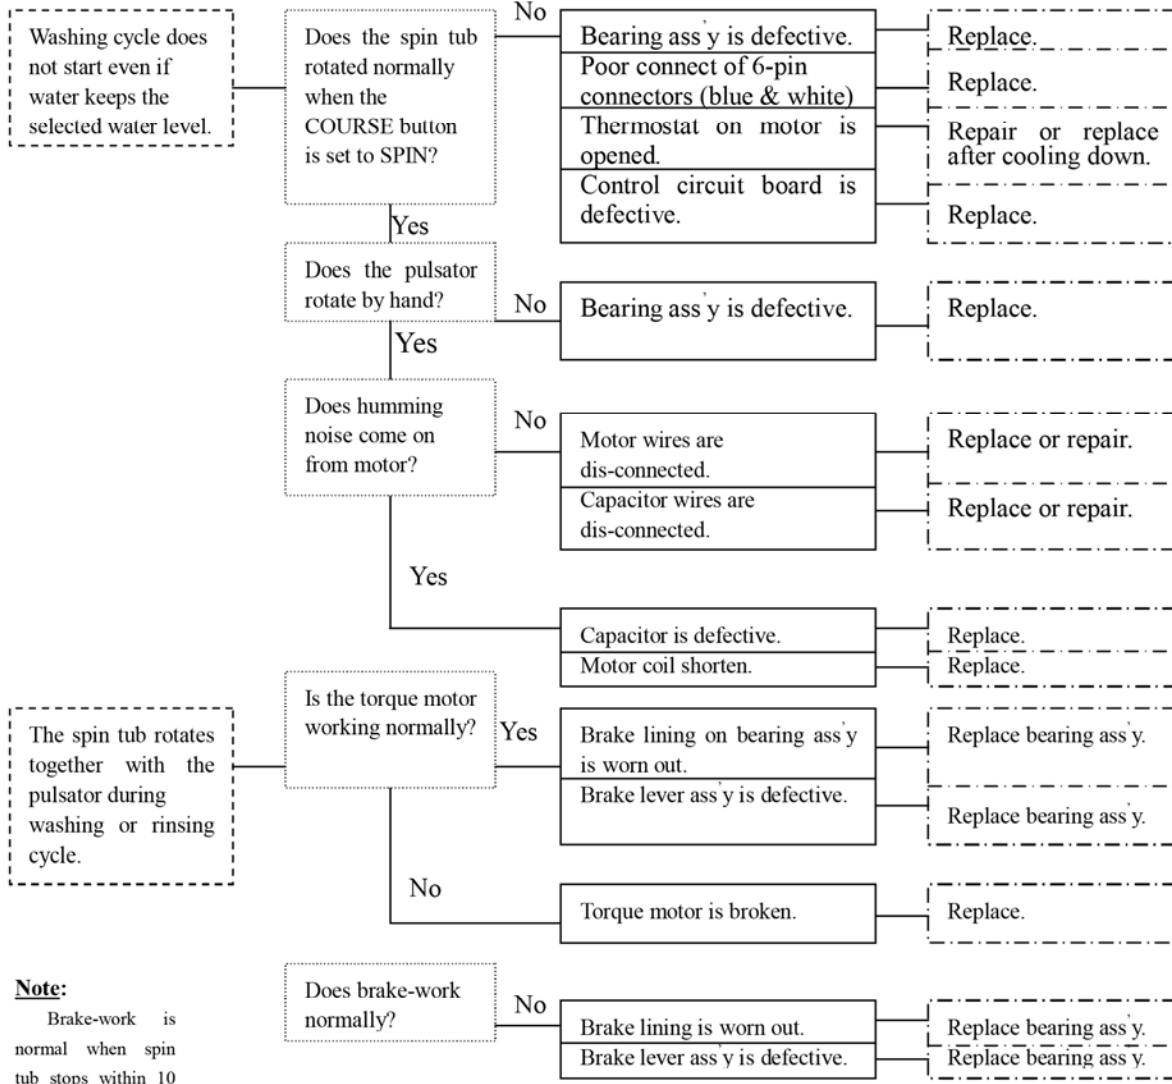 Washing cycle does
not start even if
water keeps the
selected water level.
Does the spin tub
rotated normally
when the
COURSE button
is set to SPIN?
No
Bearing ass'y is defective.
Replace.
Poor connect of 6-pin
connectors (blue & white)
Replace.
Thermostat on motor is
opened.
Repair or replace
after cooling down.
Control circuit board is
defective.
Replace.
Yes
Does the pulsator
rotate by hand?
No
Bearing ass'y is defective.
Replace.
Yes
Does humming
noise come on
from motor?
No
Motor wires are
dis-connected.
Replace or repair.
Capacitor wires are
dis-connected.
Replace or repair.
Yes
Capacitor is defective.
Replace.
Motor coil shorten.
Replace.
The spin tub rotates
together with the
pulsator during
washing or rinsing
cycle.
Is the torque motor
working normally?
Yes
Brake lining on bearing ass'y
is worn out.
Replace bearing ass'y.
Brake lever ass'y is defective.
Replace bearing ass'y.
No
Torque motor is broken.
Replace.
Note:
Brake-work is
normal when spin
tub stops within 10
Does brake-work
normally?
No
Brake lining is worn out.
Replace bearing ass'y.
Brake lever ass'y is defective.
Replace bearing ass'y.